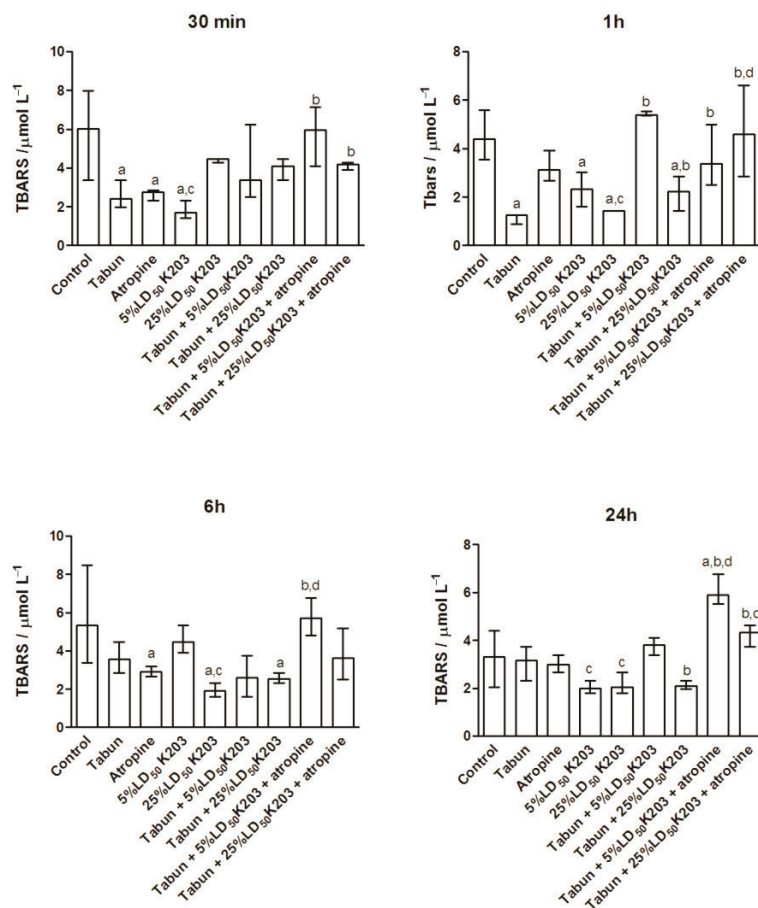 30 min
TBARS /μmol L⁻¹
10
8
6
4
2
0
a
a
a,c
b
b
Control
Tabun
Atropine
5%LD₅₀ K203
25%LD₅₀ K203
Tabun + 5%LD₅₀K203
Tabun + 25%LD₅₀K203
Tabun + 5%LD₅₀K203 + atropine
Tabun + 25%LD₅₀K203 + atropine
1h
Tbars / μmol L⁻¹
8
6
4
2
0
a
a
a,c
b
a,b
b
b,d
Control
Tabun
Atropine
5%LD₅₀ K203
25%LD₅₀ K203
Tabun + 5%LD₅₀K203
Tabun + 25%LD₅₀K203
Tabun + 5%LD₅₀K203 + atropine
Tabun + 25%LD₅₀K203 + atropine
6h
TBARS / μmol L⁻¹
10
8
6
4
2
0
a
a,c
a
b,d
Control
Tabun
Atropine
5%LD₅₀ K203
25%LD₅₀ K203
Tabun + 5%LD₅₀K203
Tabun + 25%LD₅₀K203
Tabun + 5%LD₅₀K203 + atropine
Tabun + 25%LD₅₀K203 + atropine
24h
TBARS / μmol L⁻¹
8
6
4
2
0
c
c
b
a,b,d
Control
Tabun
Atropine
5%LD₅₀ K203
25%LD₅₀ K203
Tabun + 5%LD₅₀K203
Tabun + 25%LD₅₀K203
Tabun + 5%LD₅₀K203 + atropine
Tabun + 25%LD₅₀K203 + atropine